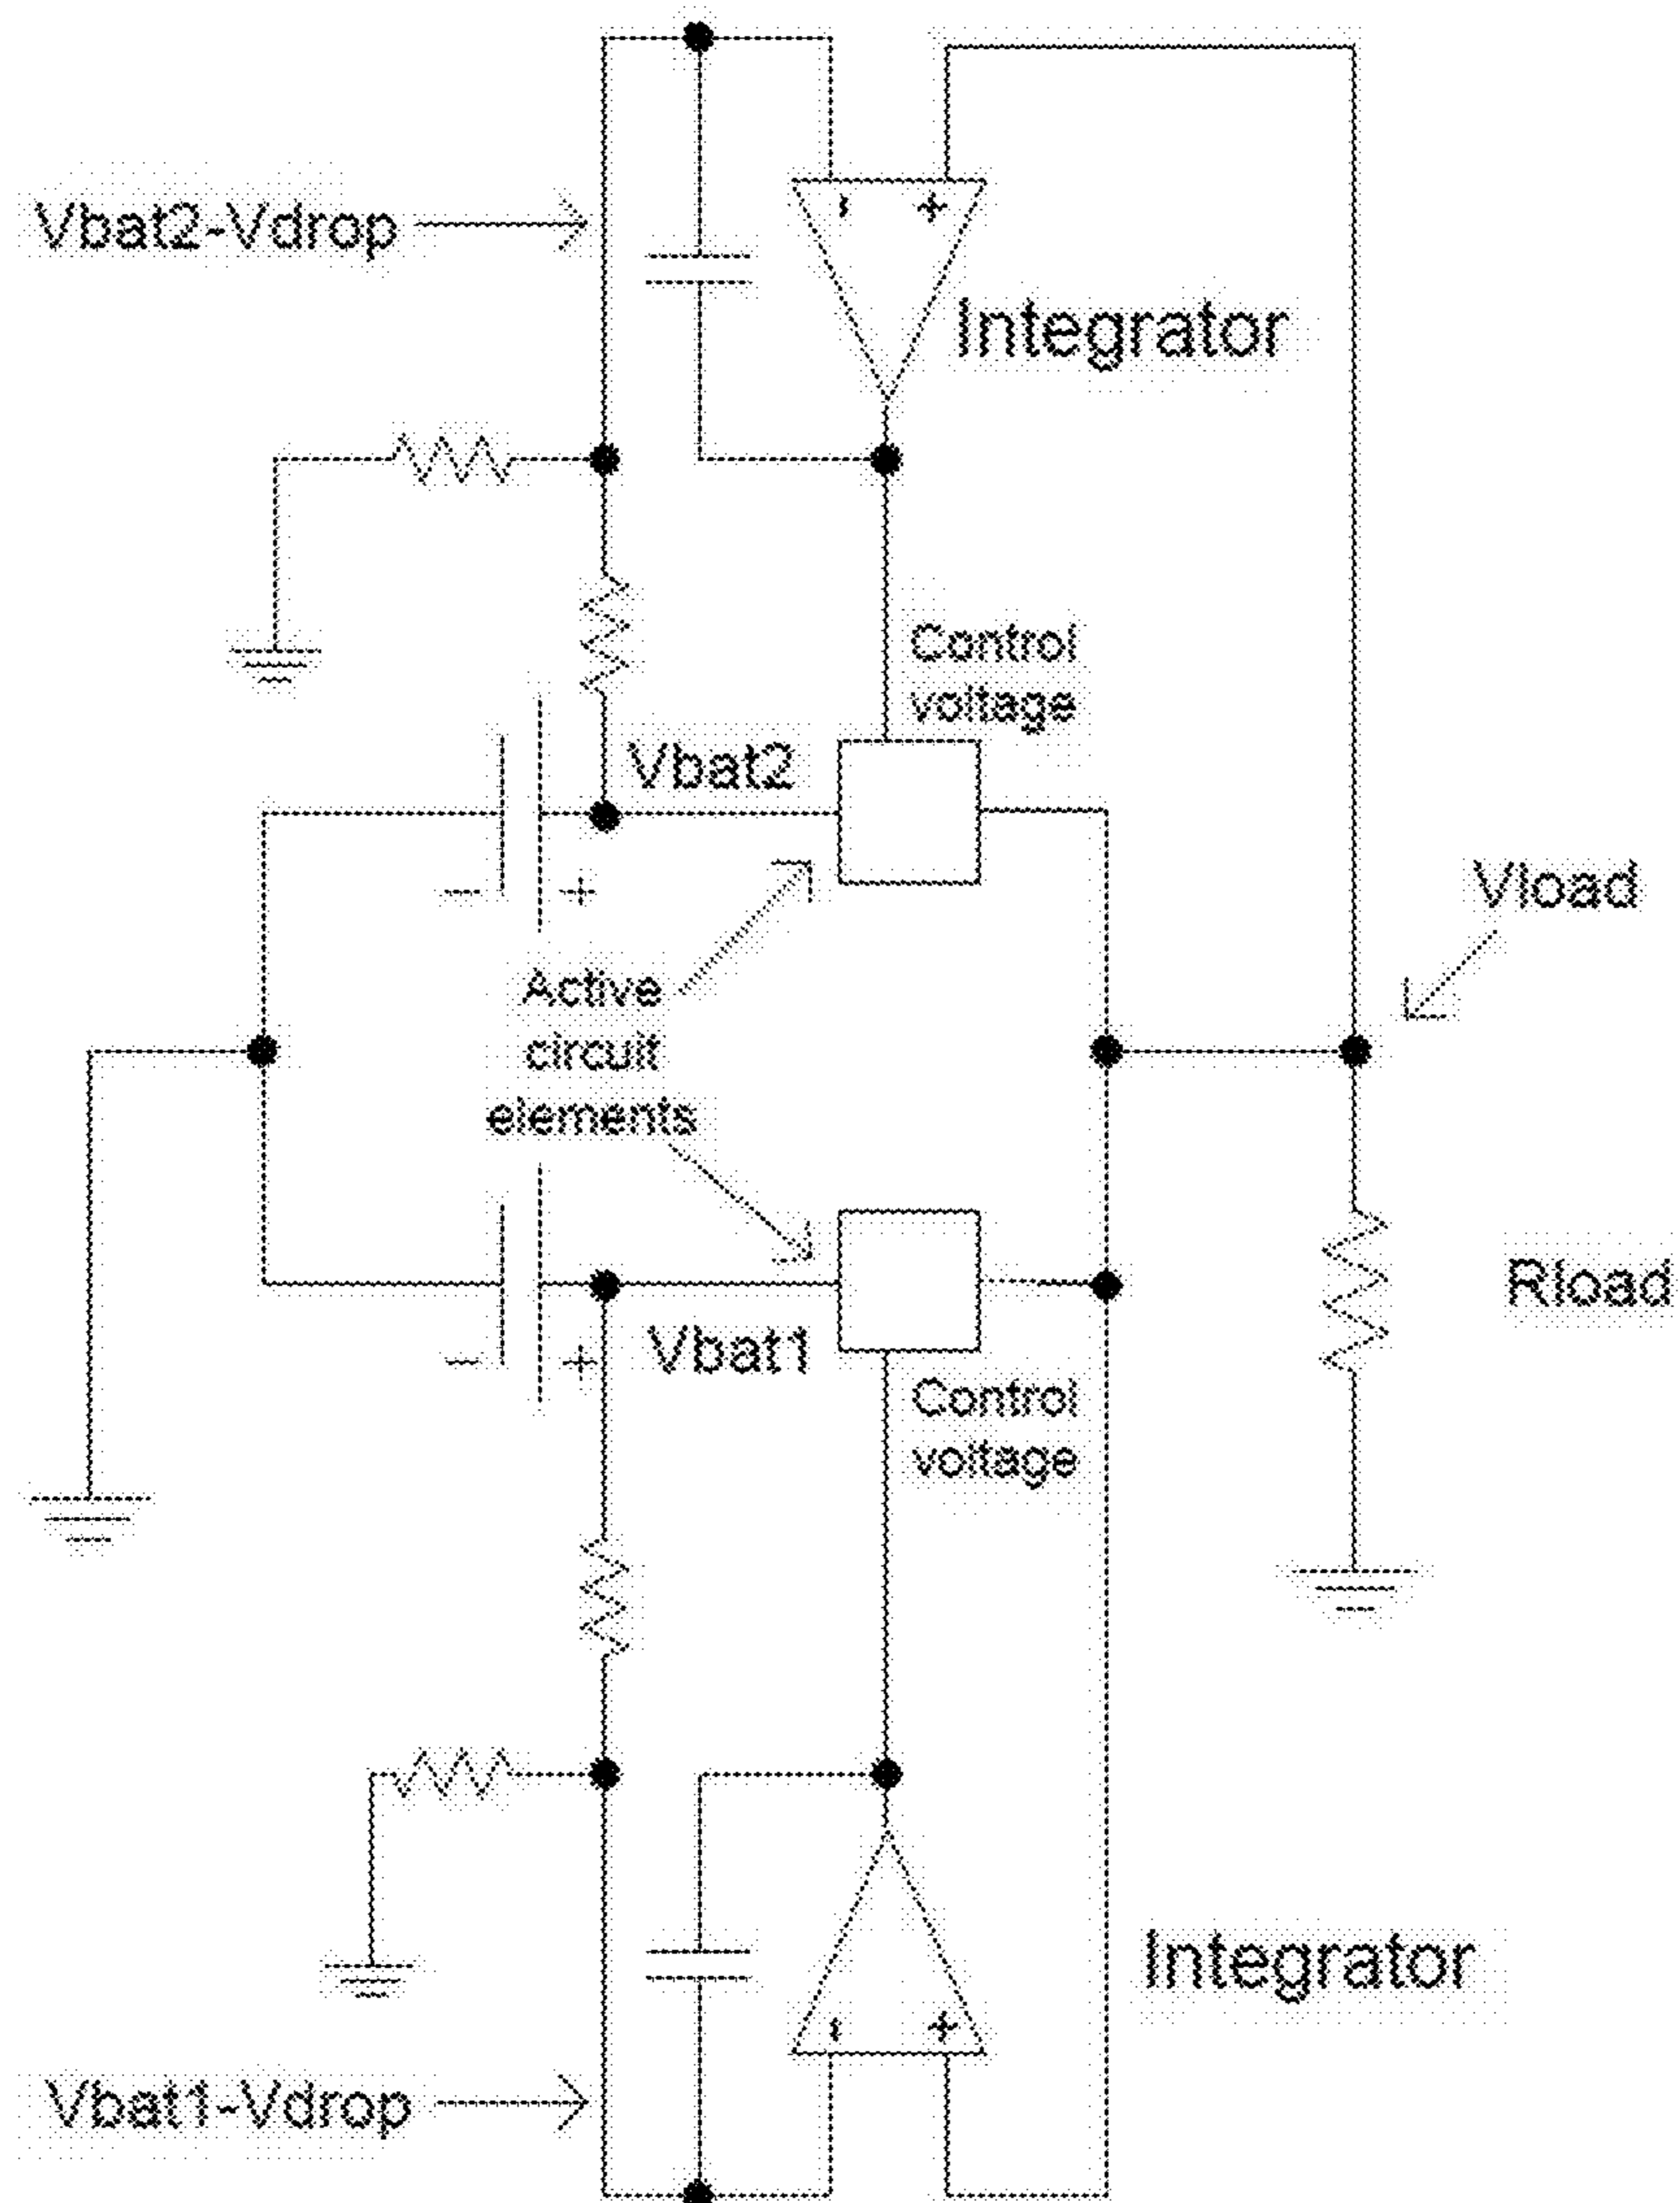 Vbat2-Vdrop
- +
Integrator
Control
voltage
Vbat2
- +
Vload
Active
circuit
elements
Rload
Vbat1
- +
Control
voltage
Integrator
- +
Vbat1-Vdrop